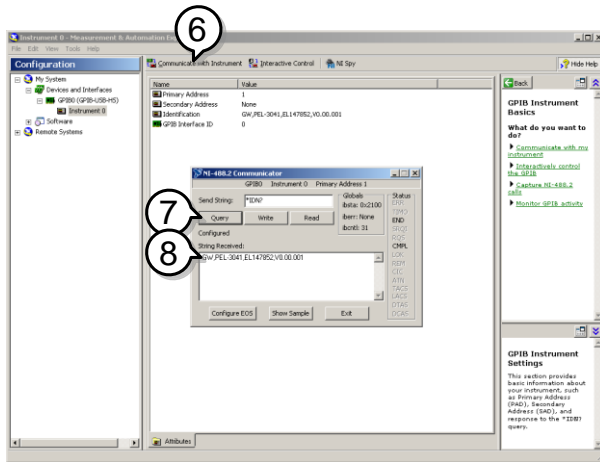 6
Instrument 0 - Measurement & Automation Ex
File Edit View Tools Help
Configuration
Communicate with Instrument Interactive Control NI Spy
Hide Help
My System
Devices and Interfaces
GPIB0 (GPIB-USB-HS)
Instrument 0
Software
Remote Systems
Name Value
Primary Address 1
Secondary Address None
Identification GW,PEL-3041,EL147852,V0.00.001
GPIB Interface ID 0
NI-488.2 Communicator
GPIB0 Instrument 0 Primary Address 1
Send String: *IDN?
7
Query Write Read
Configured
8
String Received:
GW,PEL-3041,EL147852,V0.00.001
Configure EOS Show Sample Exit
Globals
ibsta: 0x2100
iberr: None
ibcntl: 31
Status
ERR
TIMO
END
SRQI
RQS
CMPL
LOK
REM
CIC
ATN
TACS
LACS
DTAS
DCAS
Attributes
Back
GPIB Instrument
Basics
What do you want to
do?
Communicate with my
instrument
Interactively control
the GPIB
Capture NI-488.2
calls
Monitor GPIB activity
GPIB Instrument
Settings
This section provides
basic information about
your instrument, such
as Primary Address
(PAD), Secondary
Address (SAD), and
response to the *IDN?
query.